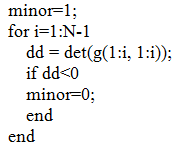 minor=1;
for i=1:N-1
dd = det(g(1:i, 1:i));
if dd<0
minor=0;
end
end